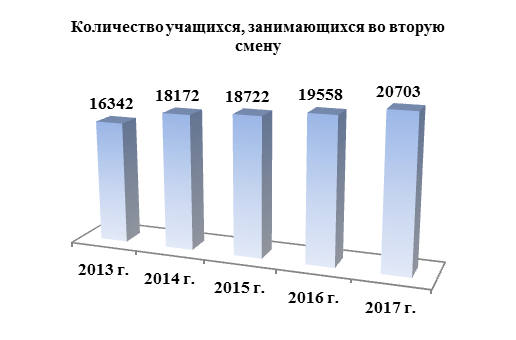 Количество учащихся, занимающихся во вторую
смену
16342
18172
18722
19558
20703
2013 г.
2014 г.
2015 г.
2016 г.
2017 г.